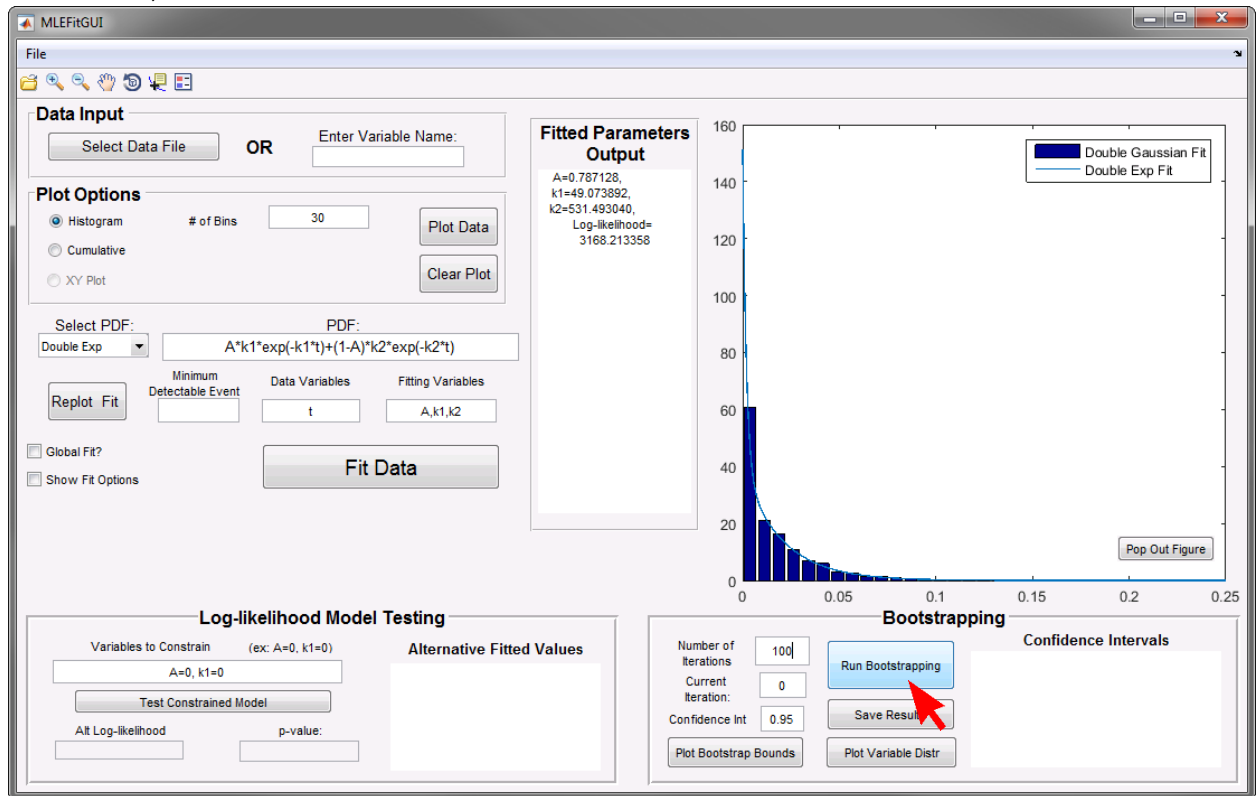 MLEFitGUI
File
Data Input
Select Data File
OR
Enter Variable Name:
Plot Options
Histogram
# of Bins
30
Plot Data
Cumulative
XY Plot
Clear Plot
Select PDF:
PDF:
Double Exp
A*k1*exp(-k1*t)+(1-A)*k2*exp(-k2*t)
Replot Fit
Minimum
Detectable Event
Data Variables
Fitting Variables
t
A,k1,k2
Global Fit?
Show Fit Options
Fit Data
Fitted Parameters
Output
A=0.787128,
k1=49.073892,
k2=531.493040,
Log-likelihood=
3168.213358
160
140
120
100
80
60
40
20
0
0 0.05 0.1 0.15 0.2 0.25
Double Gaussian Fit
Double Exp Fit
Pop Out Figure
Log-likelihood Model Testing
Variables to Constrain (ex: A=0, k1=0)
A=0, k1=0
Test Constrained Model
Alt Log-likelihood
p-value:
Alternative Fitted Values
Bootstrapping
Number of
Iterations
100
Run Bootstrapping
Current
Iteration:
0
Confidence Int
0.95
Save Resul
Plot Bootstrap Bounds
Plot Variable Distr
Confidence Intervals